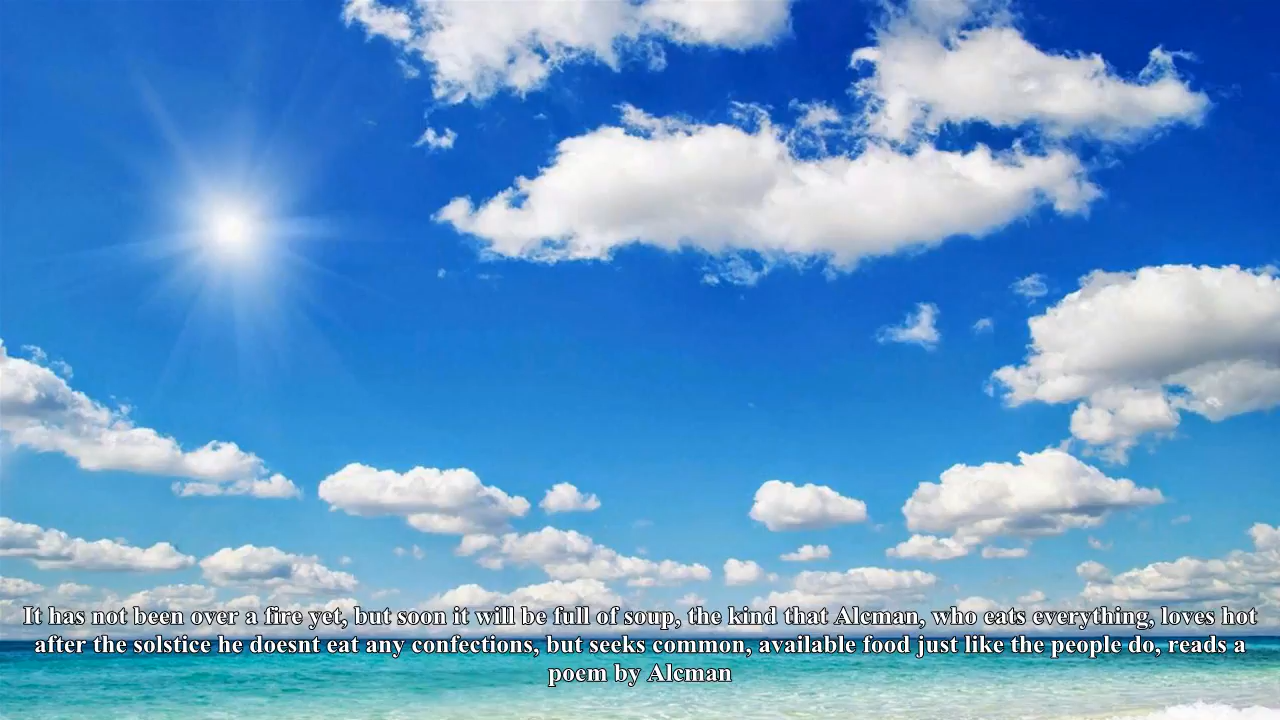 It has not been over a fire yet, but soon it will be full of soup, the kind that Alcman, who eats everything, loves hot
after the solstice he doesnt eat any confections, but seeks common, available food just like the people do, reads a
poem by Alcman